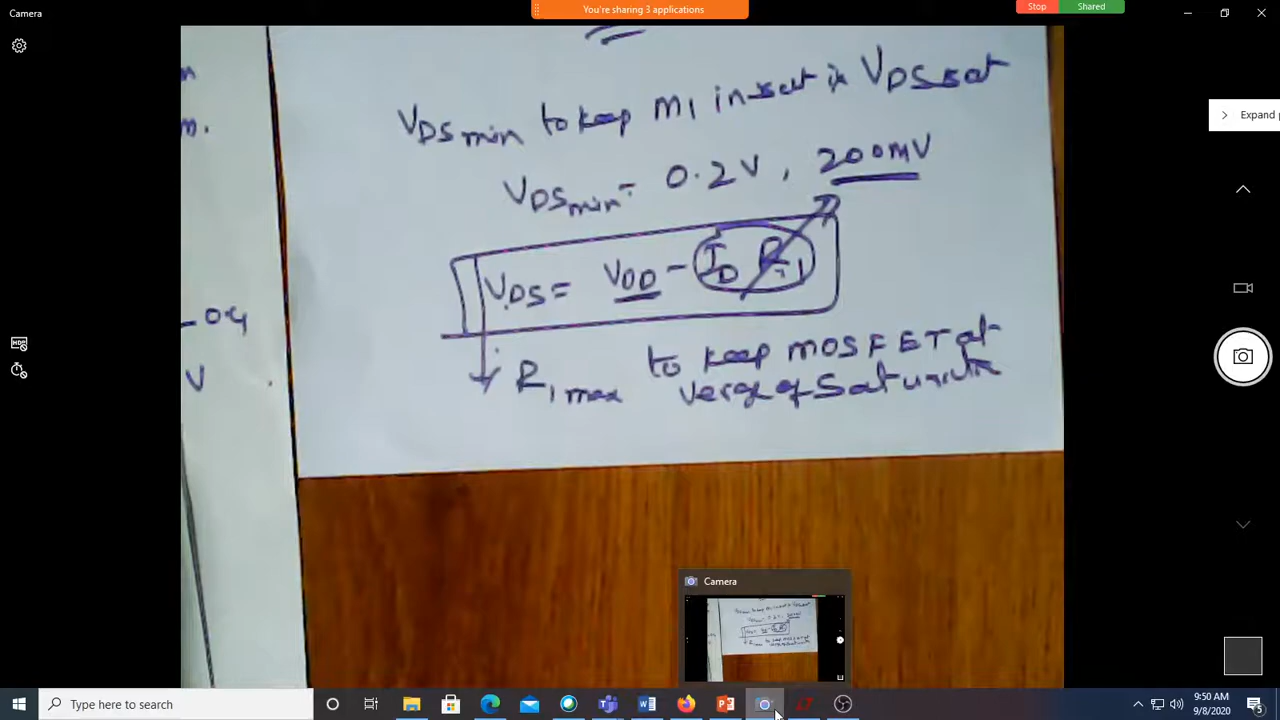 Camera
You're sharing 3 applications
Stop
Shared
Expand
VDS min to keep M1 in sat is VDS sat
VDS min = 0.2V, 200mV
VDS = VDD - ID R1
R1 max to keep MOSFET at
verge of
- 0.4
V
Camera
Type here to search
9:50 AM
9/8/2020